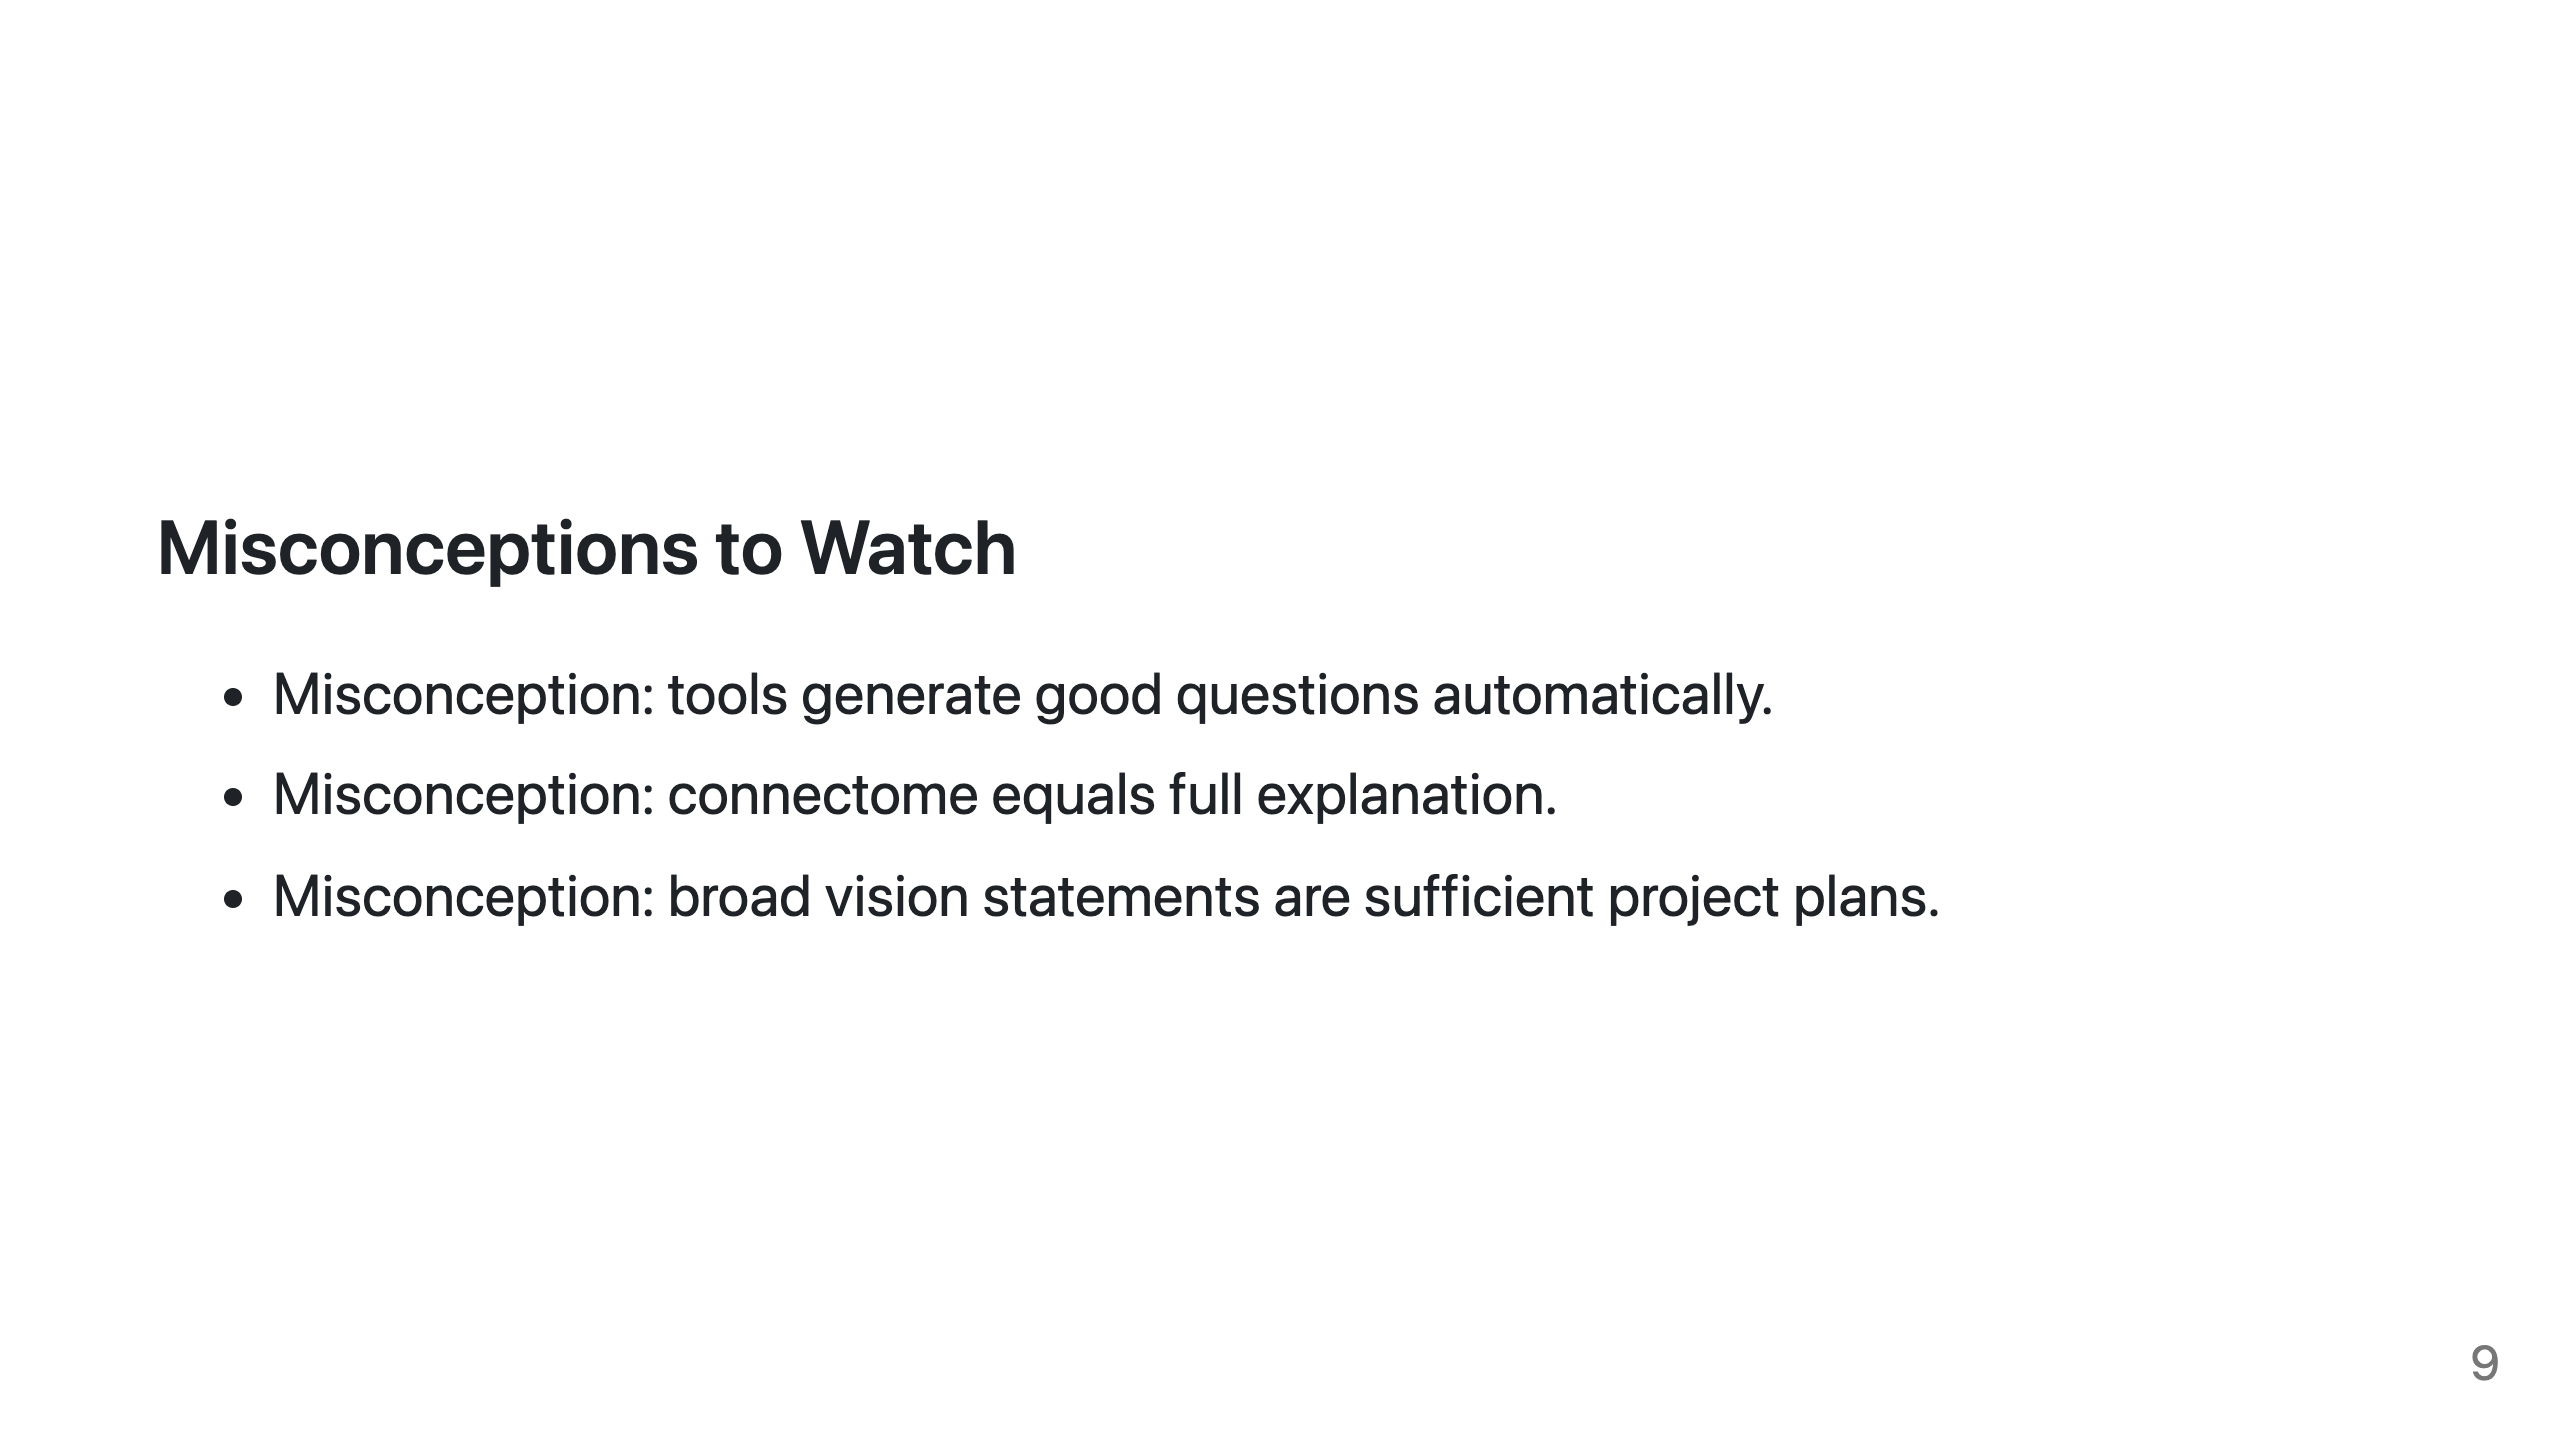 Misconceptions to Watch
• Misconception: tools generate good questions automatically.
• Misconception: connectome equals full explanation.
• Misconception: broad vision statements are sufficient project plans.
9